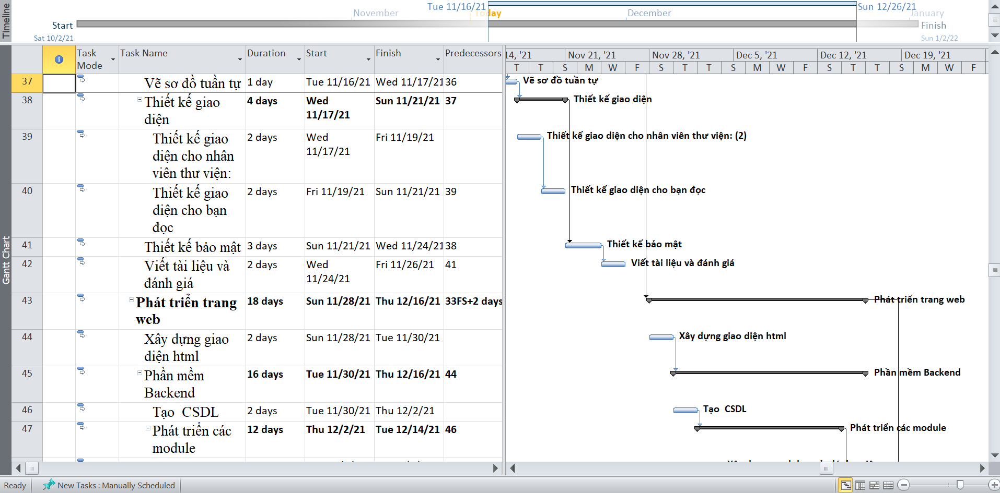 Timeline
Tue 11/16/21
Sun 12/26/21
November
Today
December
January
Start
Finish
Sat 10/2/21
Sun 1/2/22
Gantt Chart
Task Mode
Task Name
Duration
Start
Finish
Predecessors
14, '21
Nov 21, '21
Nov 28, '21
Dec 5, '21
Dec 12, '21
Dec 19, '21
T T S M W F S T T S M W F S T T S M W F
37 Vẽ sơ đồ tuần tự 1 day Tue 11/16/21 Wed 11/17/21 36
38 Thiết kế giao 4 days Wed Sun 11/21/21 37
diện 11/17/21
39 Thiết kế giao 2 days Wed Fri 11/19/21
diện cho nhân 11/17/21
viên thư viện:
40 Thiết kế giao 2 days Fri 11/19/21 Sun 11/21/21 39
diện cho bạn
đọc
41 Thiết kế bảo mật 3 days Sun 11/21/21 Wed 11/24/21 38
42 Viết tài liệu và 2 days Wed Fri 11/26/21 41
đánh giá 11/24/21
43 Phát triển trang 18 days Sun 11/28/21 Thu 12/16/21 33FS+2 days
web
44 Xây dựng giao 2 days Sun 11/28/21 Tue 11/30/21
diện html
45 Phần mềm 16 days Tue 11/30/21 Thu 12/16/21 44
Backend
46 Tạo CSDL 2 days Tue 11/30/21 Thu 12/2/21
47 Phát triển các 12 days Thu 12/2/21 Tue 12/14/21 46
module
Vẽ sơ đồ tuần tự
Thiết kế giao diện
Thiết kế giao diện cho nhân viên thư viện: (2)
Thiết kế giao diện cho bạn đọc
Thiết kế bảo mật
Viết tài liệu và đánh giá
Phát triển trang web
Xây dựng giao diện html
Phần mềm Backend
Tạo CSDL
Phát triển các module
Ready
New Tasks : Manually Scheduled